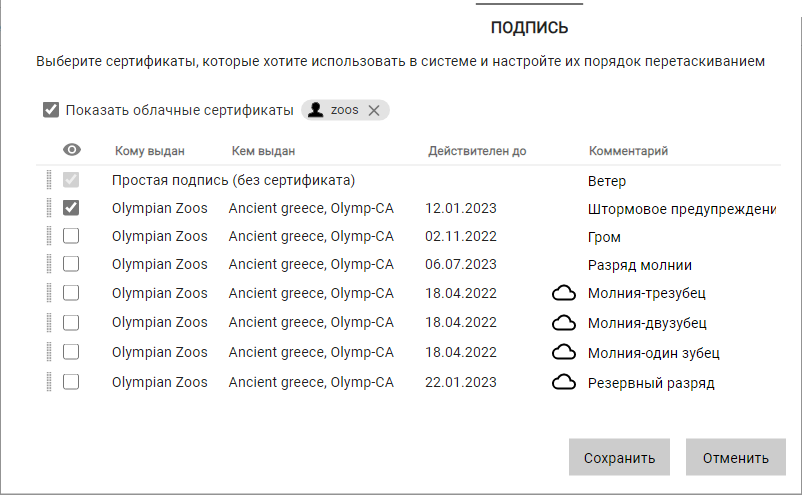 ПОДПИСЬ
Выберите сертификаты, которые хотите использовать в системе и настройте их порядок перетаскиванием
Показать облачные сертификаты zoos
Кому выдан Кем выдан Действителен до Комментарий
Простая подпись (без сертификата) Ветер
Olympian Zoos Ancient greece, Olymp-CA 12.01.2023 Штормовое предупреждени
Olympian Zoos Ancient greece, Olymp-CA 02.11.2022 Гром
Olympian Zoos Ancient greece, Olymp-CA 06.07.2023 Разряд молнии
Olympian Zoos Ancient greece, Olymp-CA 18.04.2022 Молния-трезубец
Olympian Zoos Ancient greece, Olymp-CA 18.04.2022 Молния-двузубец
Olympian Zoos Ancient greece, Olymp-CA 18.04.2022 Молния-один зубец
Olympian Zoos Ancient greece, Olymp-CA 22.01.2023 Резервный разряд
Сохранить Отменить